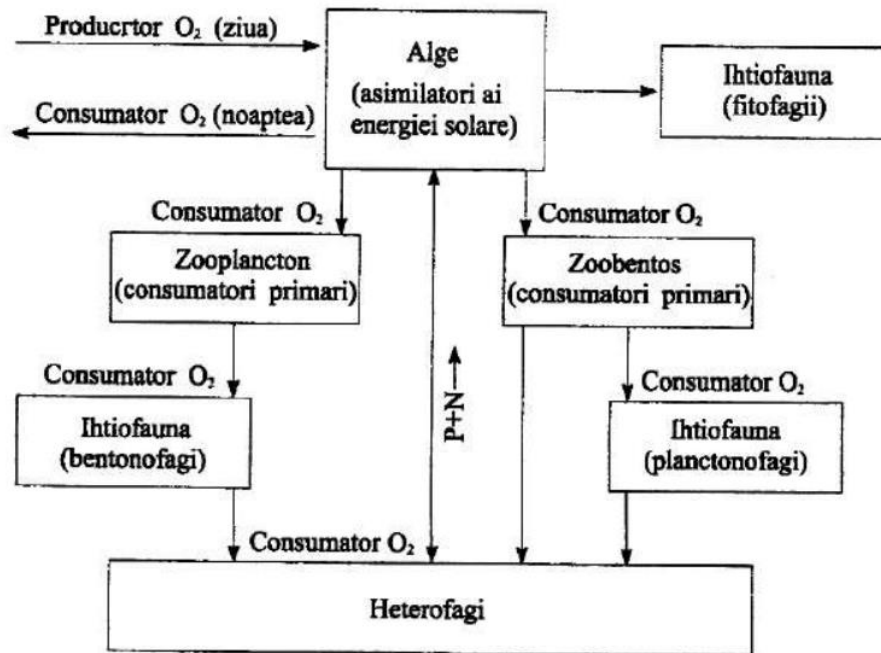 Producrtor O₂ (ziua)
Consumator O₂ (noaptea)
Alge
(asimilatori ai
energiei solare)
Ihtiofauna
(fitofagii)
Consumator O₂
Consumator O₂
Zooplancton
(consumatori primari)
Zoobentos
(consumatori primari)
Consumator O₂
Consumator O₂
Ihtiofauna
(bentonofagi)
P+N→
Ihtiofauna
(planctonofagi)
Consumator O₂
Heterofagi